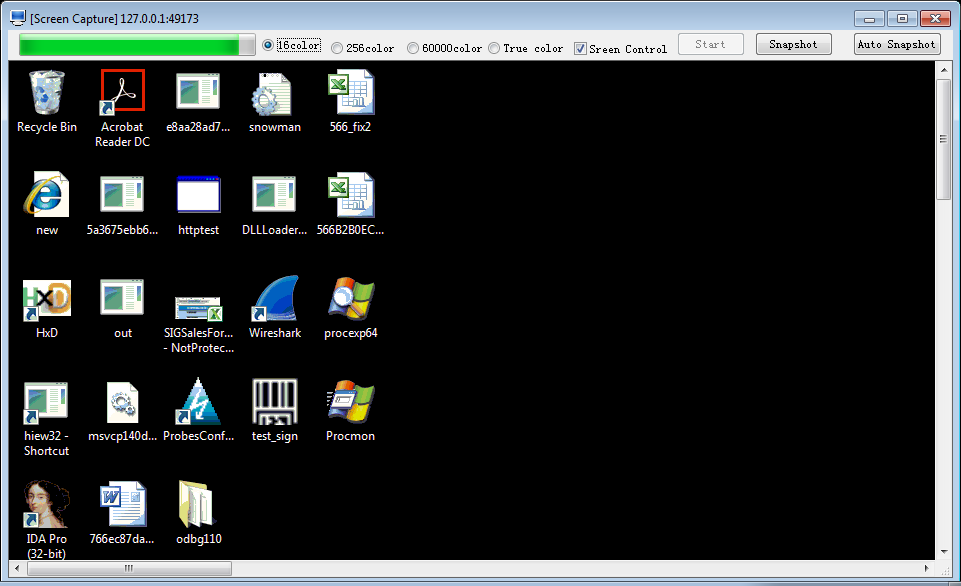 [Screen Capture] 127.0.0.1:49173
16color 256color 60000color True color Sreen Control Start Snapshot Auto Snapshot
Recycle Bin
Acrobat
Reader DC
e8aa28ad7...
snowman
566_fix2
new
5a3675ebb6...
httptest
DLLLoader...
566B2B0EC...
HxD
HxD
out
SIGSalesFor...
- NotProtec...
Wireshark
procexp64
hiew32 -
Shortcut
msvcp140d...
ProbesConf...
test_sign
Procmon
IDA Pro
(32-bit)
766ec87da...
odbg110